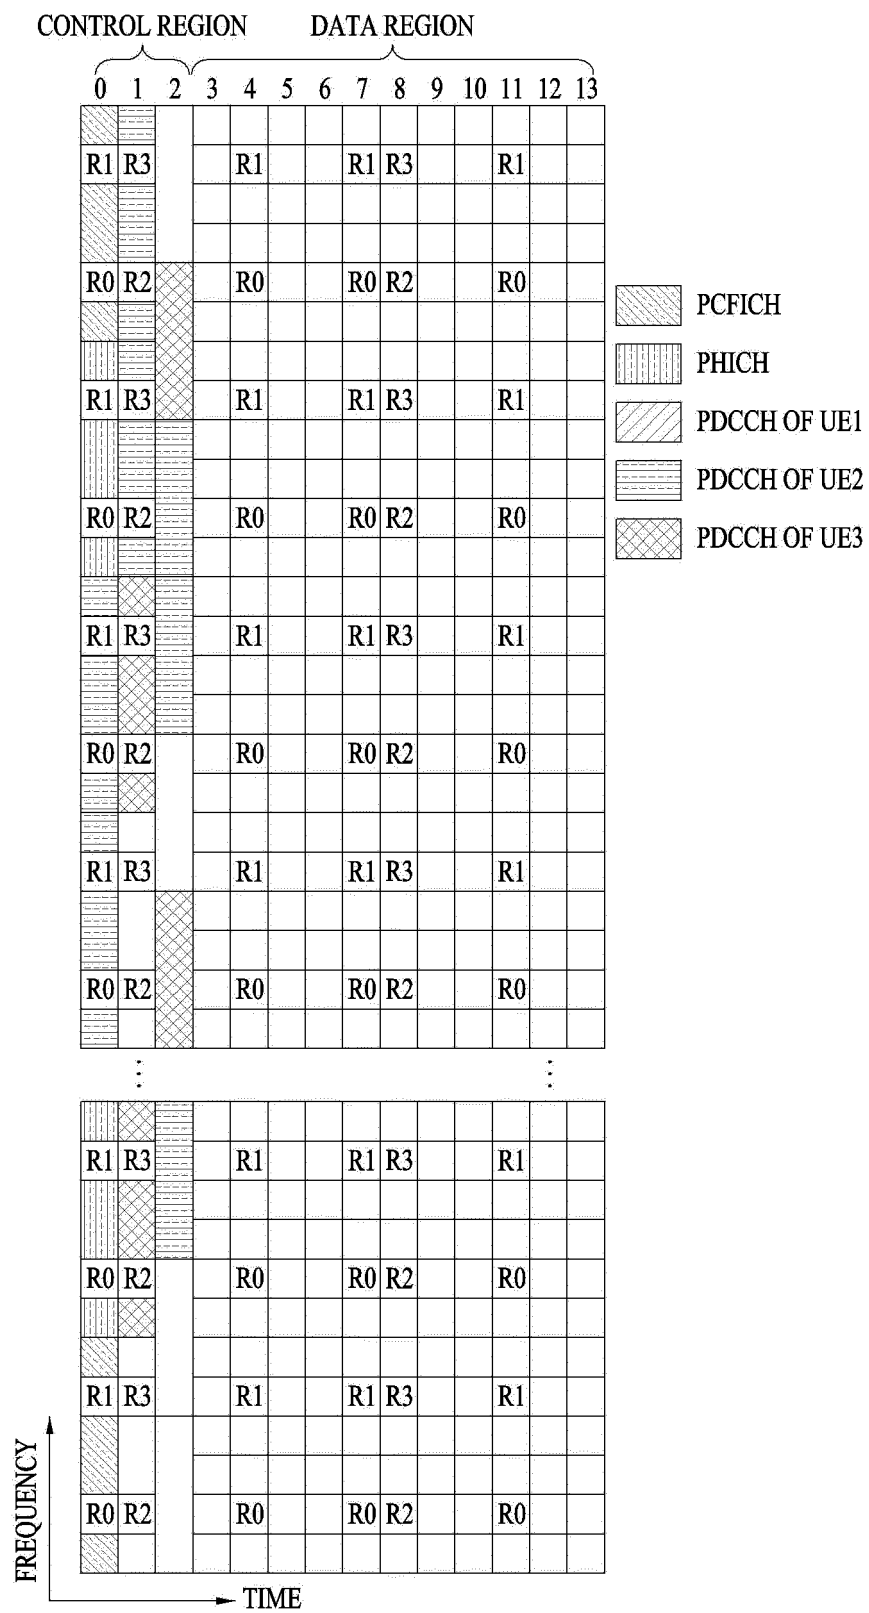 CONTROL REGION DATA REGION
0 1 2 3 4 5 6 7 8 9 10 11 12 13
R1 R3 R1 R1 R3 R1
R0 R2 R0 R0 R2 R0
PCFICH
PHICH
R1 R3 R1 R1 R3 R1
PDCCH OF UE1
PDCCH OF UE2
R0 R2 R0 R0 R2 R0
PDCCH OF UE3
R1 R3 R1 R1 R3 R1
R0 R2 R0 R0 R2 R0
R1 R3 R1 R1 R3 R1
R0 R2 R0 R0 R2 R0
R1 R3 R1 R1 R3 R1
R0 R2 R0 R0 R2 R0
R1 R3 R1 R1 R3 R1
R0 R2 R0 R0 R2 R0
FREQUENCY
TIME